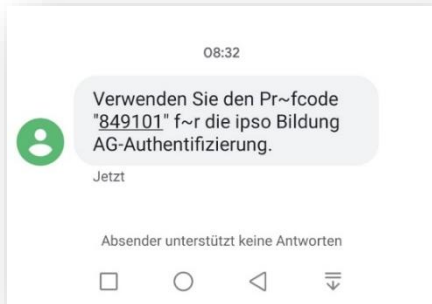 08:32
Verwenden Sie den Pr~fcode
"849101" f~r die ipso Bildung
AG-Authentifizierung.
Jetzt
Absender unterstützt keine Antworten